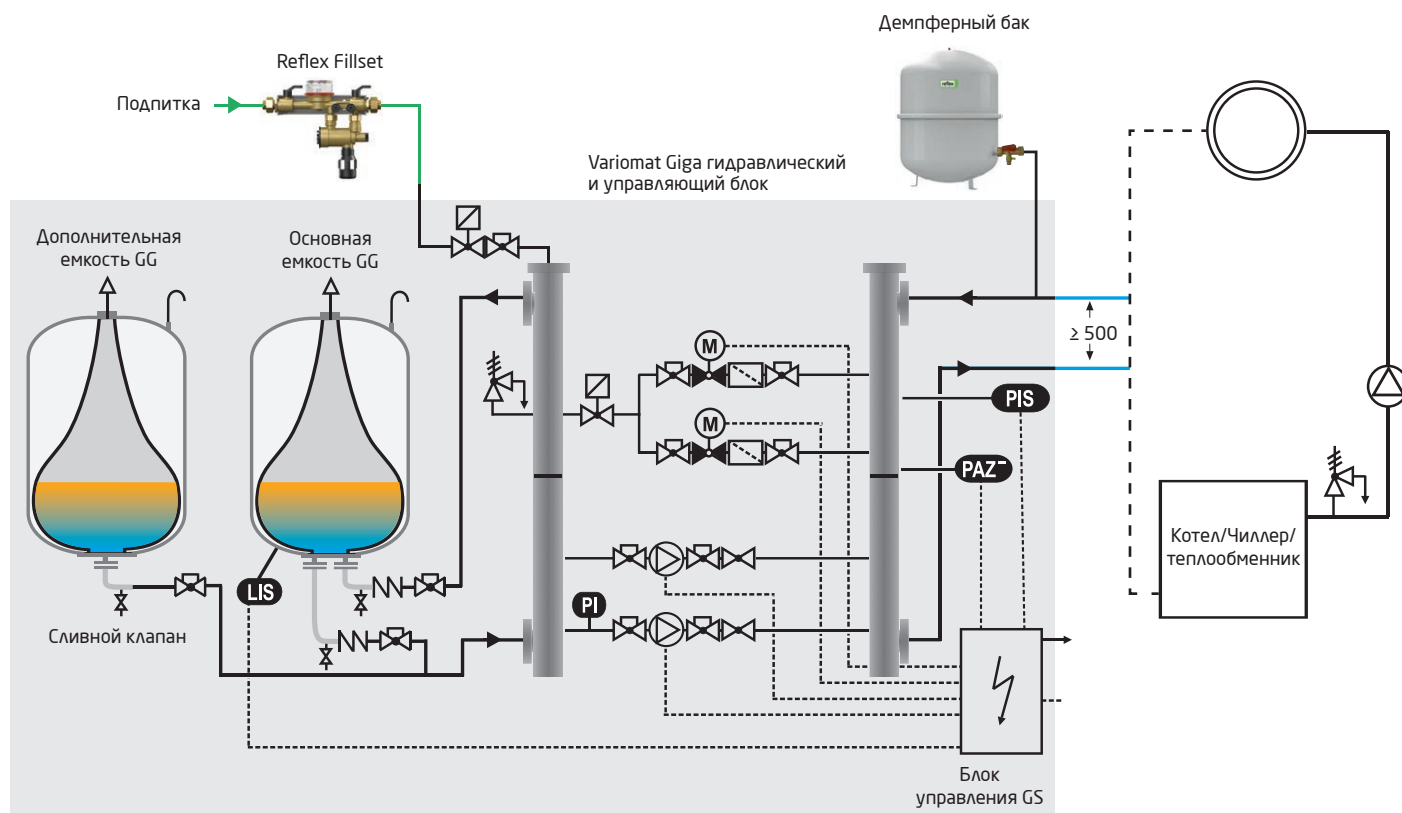 Демпферный бак
Reflex Fillset
Подпитка
reflex
Variomat Giga гидравлический
и управляющий блок
Дополнительная
емкость GG
Основная
емкость GG
≥ 500
M
M
PIS
PAZ⁻
Котел/Чиллер/
теплообменник
LIS
PI
Сливной клапан
Блок
управления GS